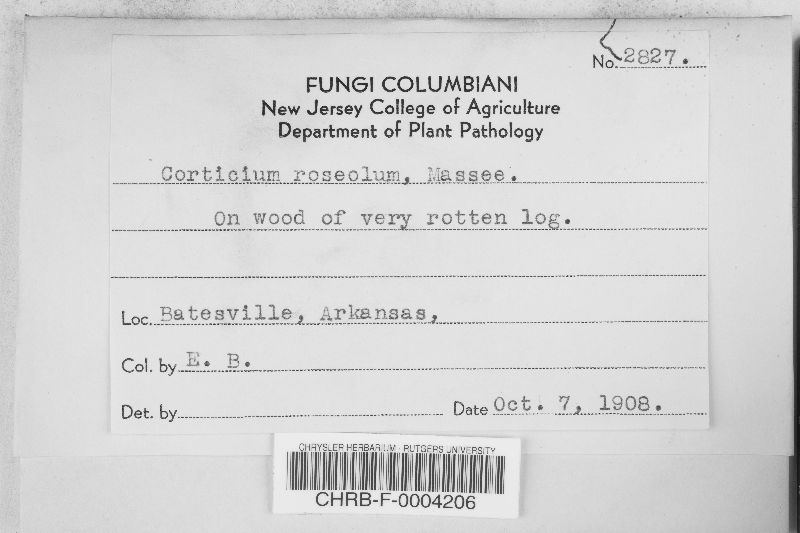 No. 2827.
FUNGI COLUMBIANI
New Jersey College of Agriculture
Department of Plant Pathology
Corticium roseolum, Massee.
On wood of very rotten log.
Loc. Batesville, Arkansas,
Col. by E. B.
Det. by
Date Oct. 7, 1908.
CHRYSLER HERBARIUM - RUTGERS UNIVERSITY
CHRB-F-0004206